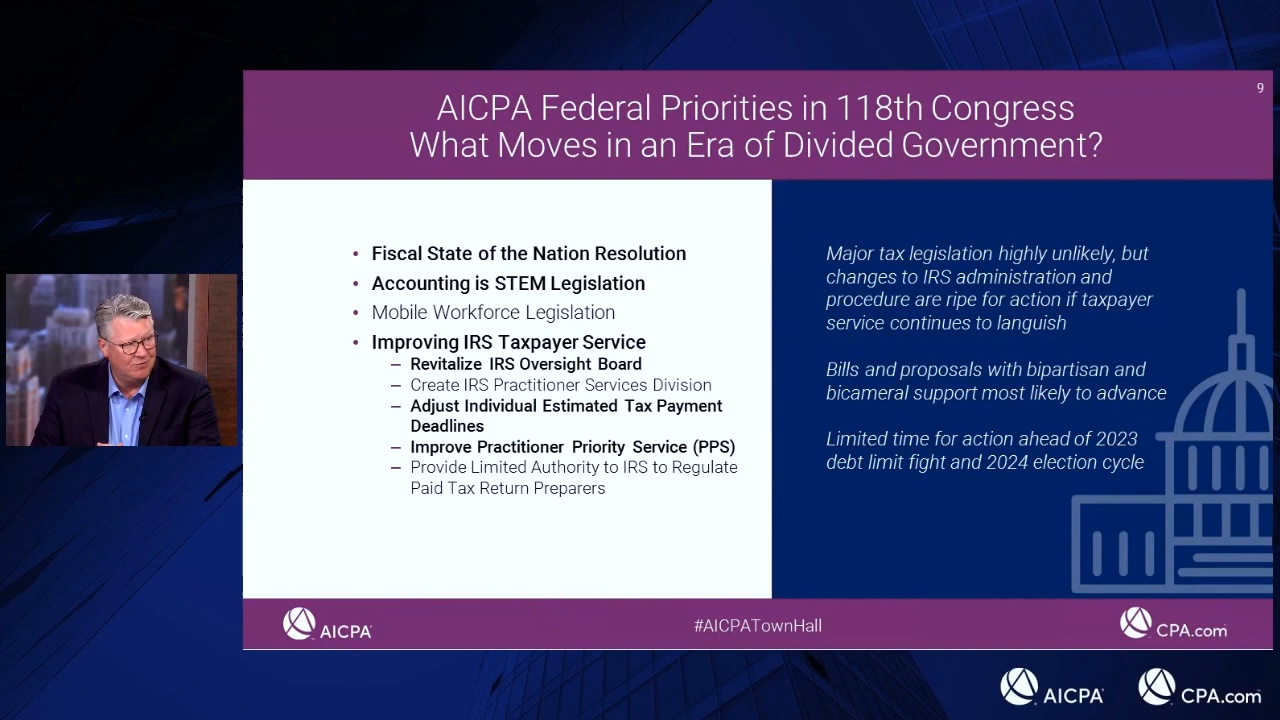 9
AICPA Federal Priorities in 118th Congress
What Moves in an Era of Divided Government?
• Fiscal State of the Nation Resolution
• Accounting is STEM Legislation
• Mobile Workforce Legislation
• Improving IRS Taxpayer Service
– Revitalize IRS Oversight Board
– Create IRS Practitioner Services Division
– Adjust Individual Estimated Tax Payment
Deadlines
– Improve Practitioner Priority Service (PPS)
– Provide Limited Authority to IRS to Regulate
Paid Tax Return Preparers
Major tax legislation highly unlikely, but
changes to IRS administration and
procedure are ripe for action if taxpayer
service continues to languish
Bills and proposals with bipartisan and
bicameral support most likely to advance
Limited time for action ahead of 2023
debt limit fight and 2024 election cycle
AICPA
#AICPATownHall
CPA.com
AICPA
CPA.com